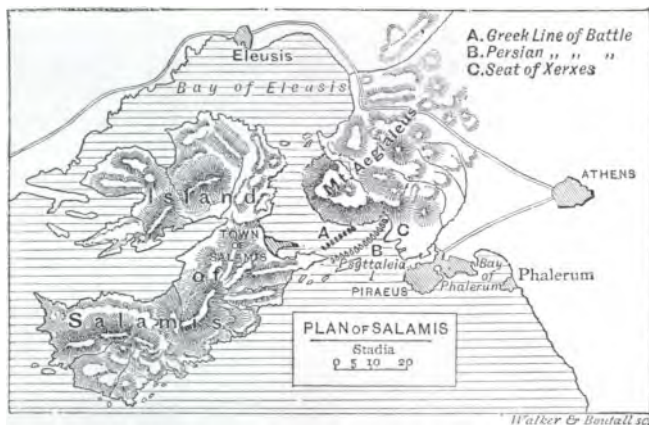 A. Greek Line of Battle
B. Persian „ „ „
C. Seat of Xerxes
Eleusis
Bay of Eleusis
Mt. Aegialeus
ATHENS
Island
TOWN
OF
SALAMIS
A
C
B
of
Psyttaleia
Bay
of
Phalerum
Phalerum
PIRAEUS
Salamis
PLAN OF SALAMIS
Stadia
0 5 10 20
Walker & Boutall sc.